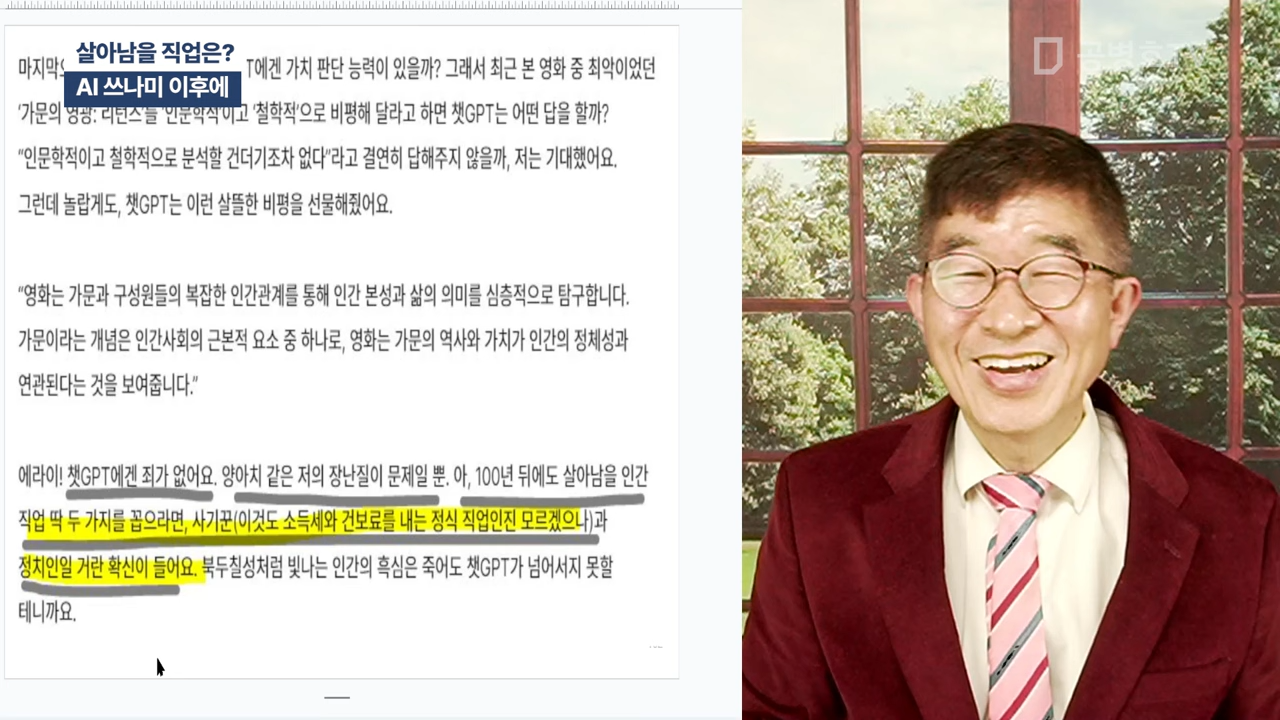 살아남을 직업은?
AI 쓰나미 이후에
마지막 T에겐 가치 판단 능력이 있을까? 그래서 최근 본 영화 중 최악이었던
‘가문의 영광: 리턴즈’를 ‘인문학적’이고 ‘철학적’으로 비평해 달라고 하면 챗GPT는 어떤 답을 할까?
“인문학적이고 철학적으로 분석할 건더기조차 없다”라고 결연히 답해주지 않을까, 저는 기대했어요.
그런데 놀랍게도, 챗GPT는 이런 살뜰한 비평을 선물해줬어요.
“영화는 가문과 구성원들의 복잡한 인간관계를 통해 인간 본성과 삶의 의미를 심층적으로 탐구합니다.
가문이라는 개념은 인간사회의 근본적 요소 중 하나로, 영화는 가문의 역사와 가치가 인간의 정체성과
연관된다는 것을 보여줍니다.”
에라이! 챗GPT에겐 죄가 없어요. 양아치 같은 저의 장난질이 문제일 뿐. 아, 100년 뒤에도 살아남을 인간
직업 딱 두 가지를 꼽으라면, 사기꾼(이것도 소득세와 건보료를 내는 정식 직업인진 모르겠으나)과
정치인일 거란 확신이 들어요. 북두칠성처럼 빛나는 인간의 흑심은 죽어도 챗GPT가 넘어서지 못할
테니까요.